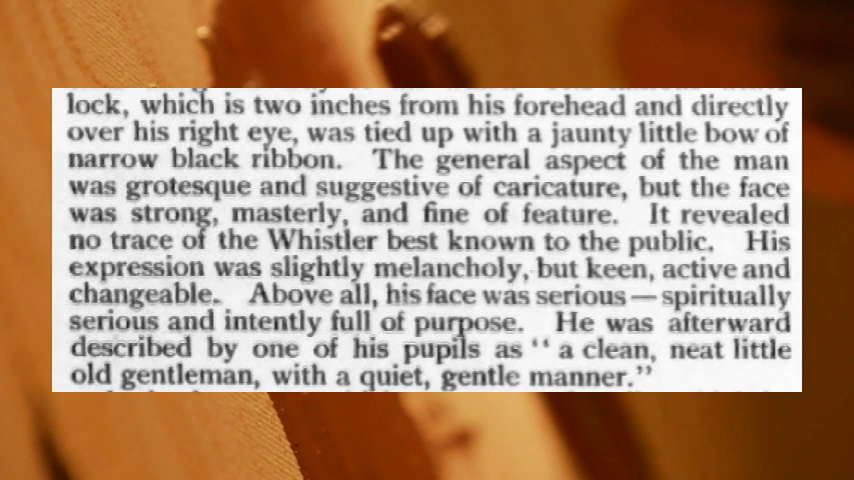 lock, which is two inches from his forehead and directly
over his right eye, was tied up with a jaunty little bow of
narrow black ribbon. The general aspect of the man
was grotesque and suggestive of caricature, but the face
was strong, masterly, and fine of feature. It revealed
no trace of the Whistler best known to the public. His
expression was slightly melancholy, but keen, active and
changeable. Above all, his face was serious—spiritually
serious and intently full of purpose. He was afterward
described by one of his pupils as “a clean, neat little
old gentleman, with a quiet, gentle manner.”